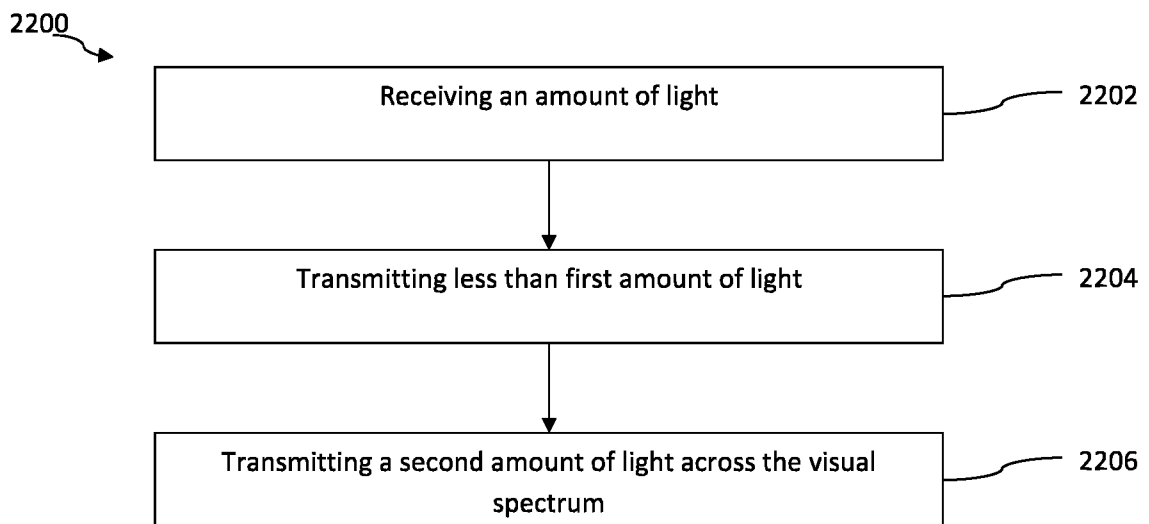 2200
Receiving an amount of light
2202
Transmitting less than first amount of light
2204
Transmitting a second amount of light across the visual
spectrum
2206